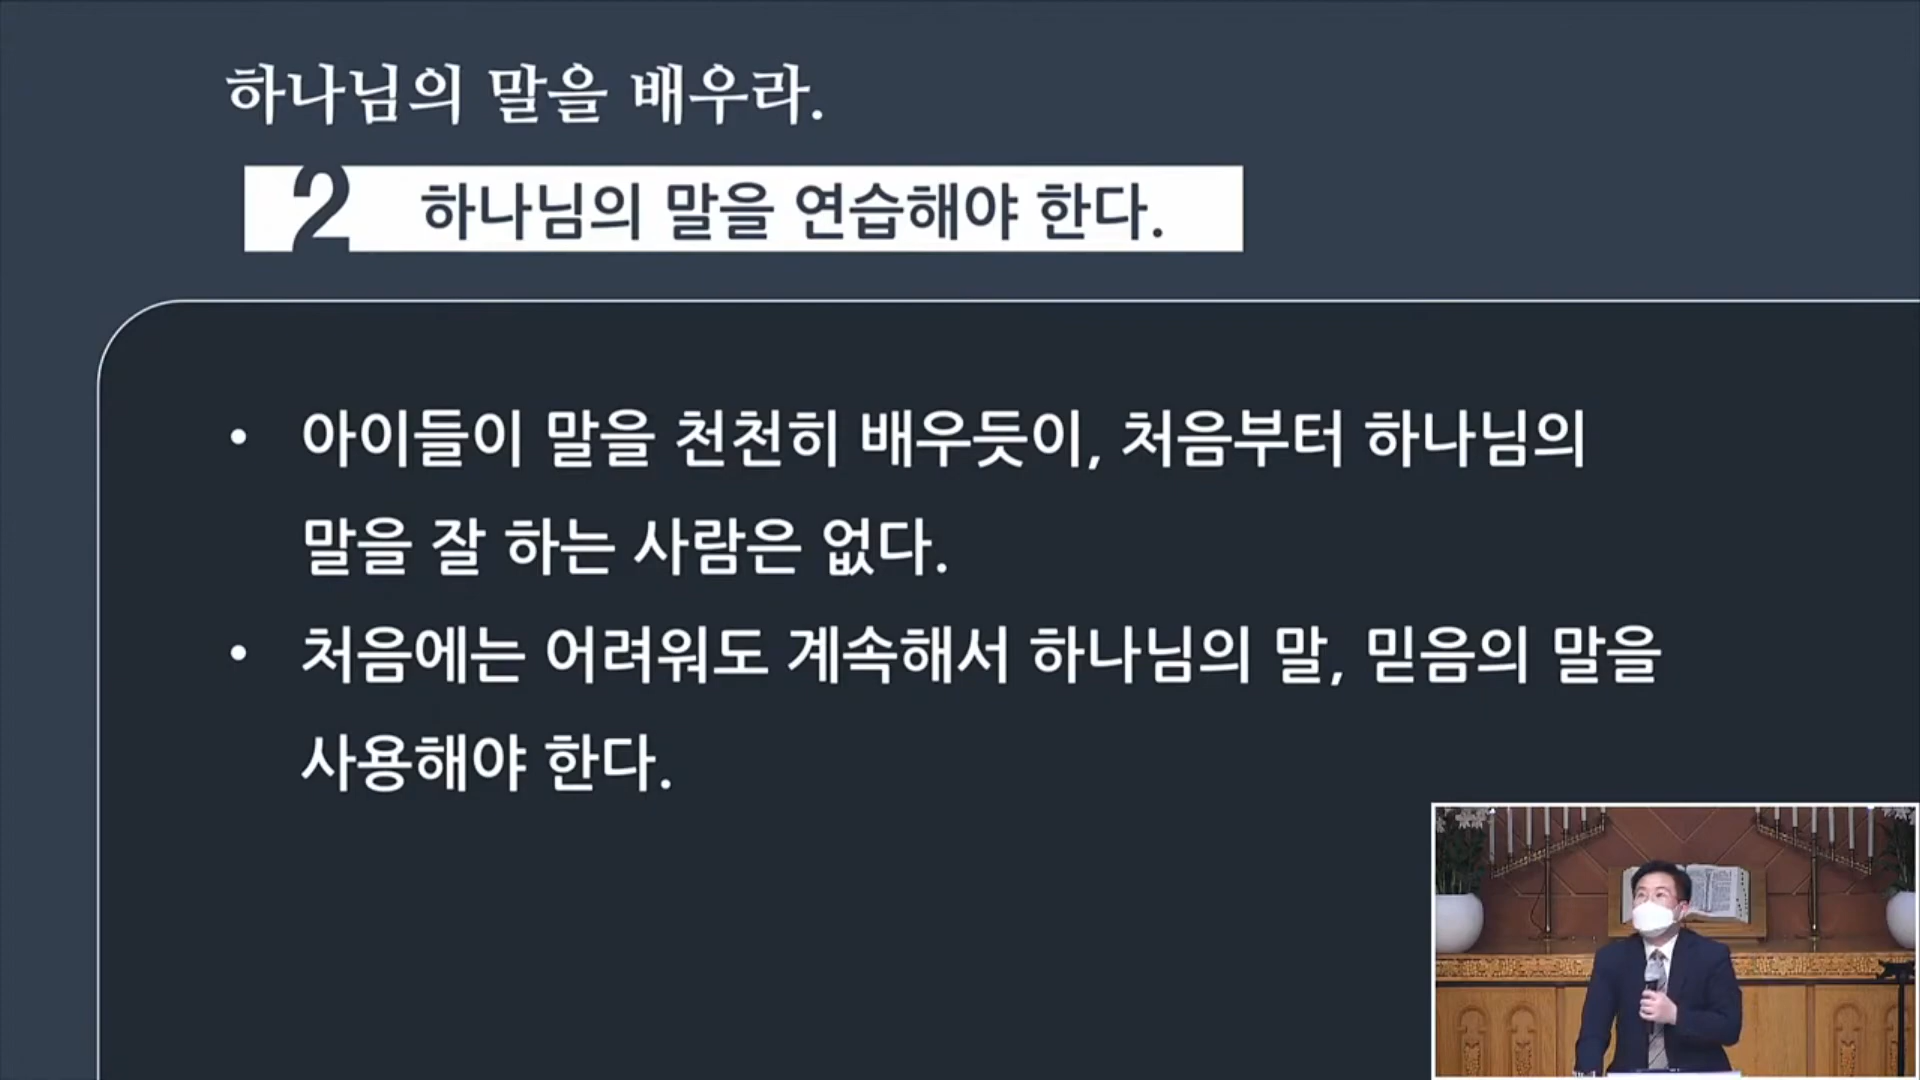 하나님의 말을 배우라.
2 하나님의 말을 연습해야 한다.
• 아이들이 말을 천천히 배우듯이, 처음부터 하나님의
말을 잘 하는 사람은 없다.
• 처음에는 어려워도 계속해서 하나님의 말, 믿음의 말을
사용해야 한다.